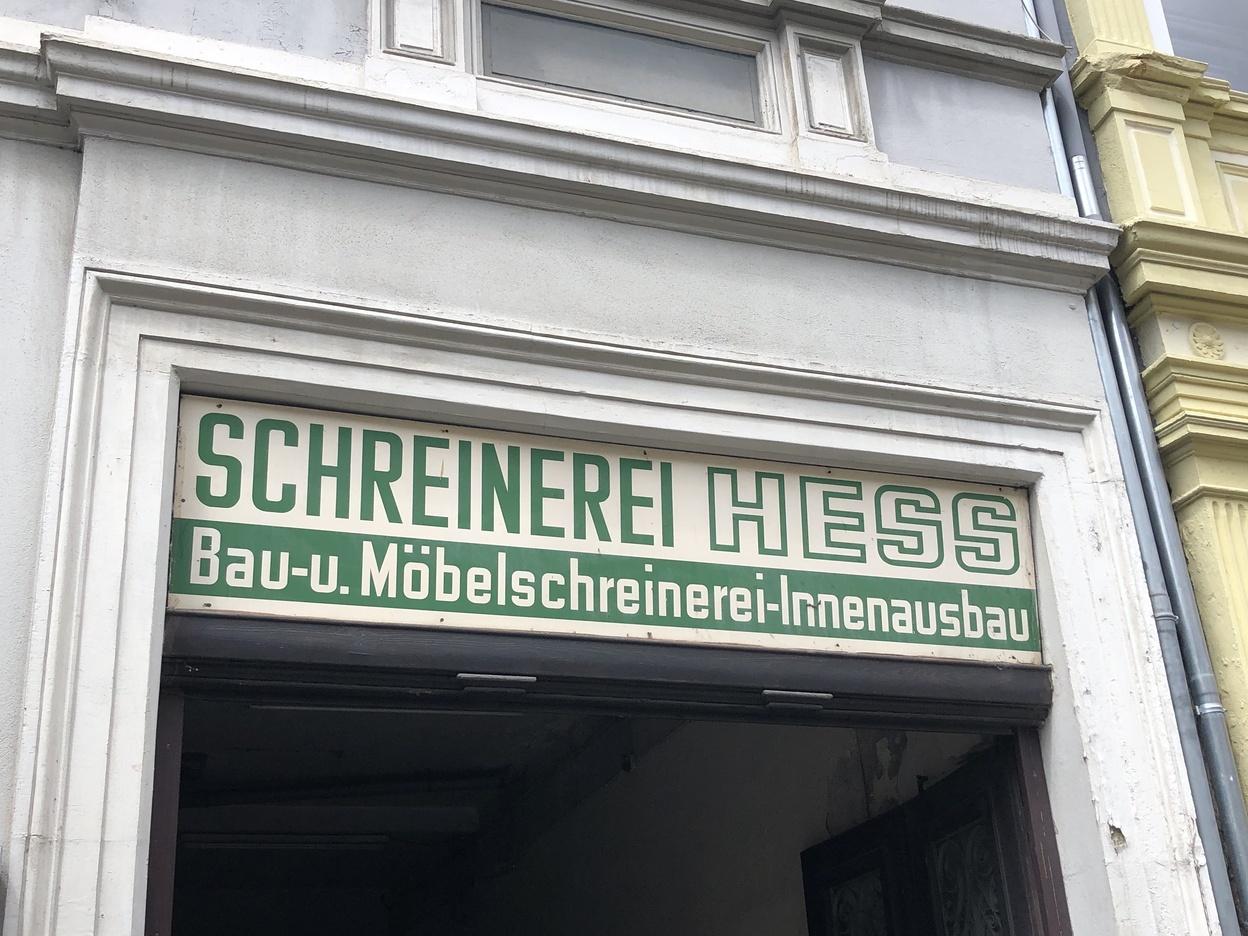 SCHREINEREI HESS
Bau-u. Möbelschreinerei-Innenausbau